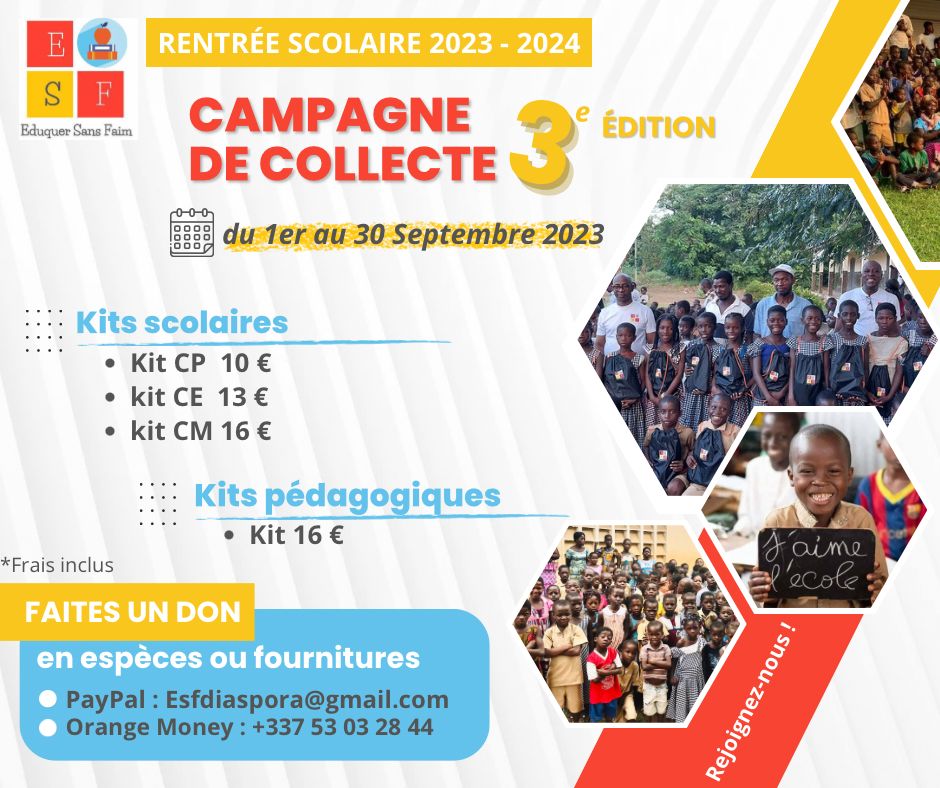 E
S F
Eduquer Sans Faim
RENTRÉE SCOLAIRE 2023 - 2024
CAMPAGNE
DE COLLECTE
3e ÉDITION
du 1er au 30 Septembre 2023
Kits scolaires
• Kit CP 10 €
• kit CE 13 €
• kit CM 16 €
Kits pédagogiques
• Kit 16 €
*Frais inclus
FAITES UN DON
en espèces ou fournitures
PayPal : Esfdiaspora@gmail.com
Orange Money : +337 53 03 28 44
J'aime
l'école
Rejoignez-nous !